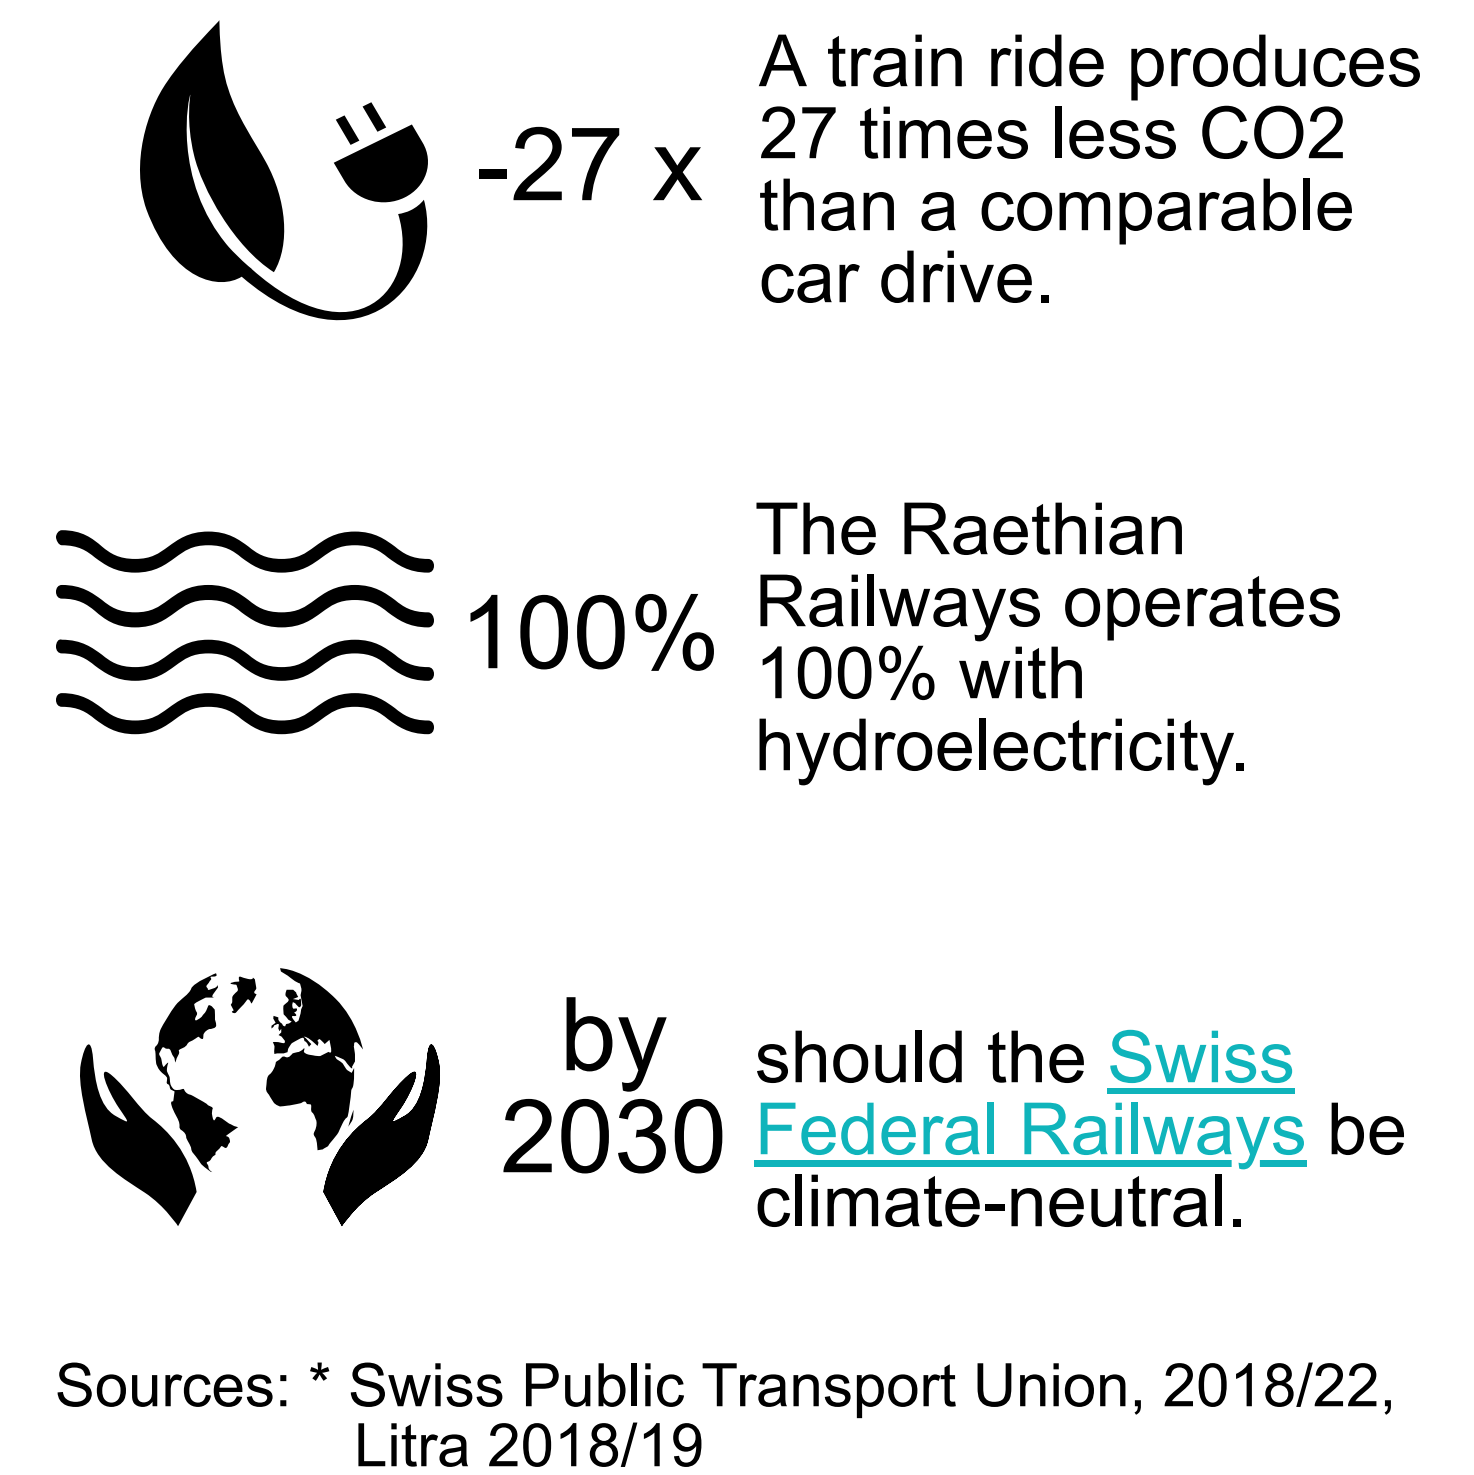 -27 x
A train ride produces
27 times less CO2
than a comparable
car drive.
100%
The Raethian
Railways operates
100% with
hydroelectricity.
by
2030
should the Swiss
Federal Railways be
climate-neutral.
Sources: * Swiss Public Transport Union, 2018/22,
Litra 2018/19